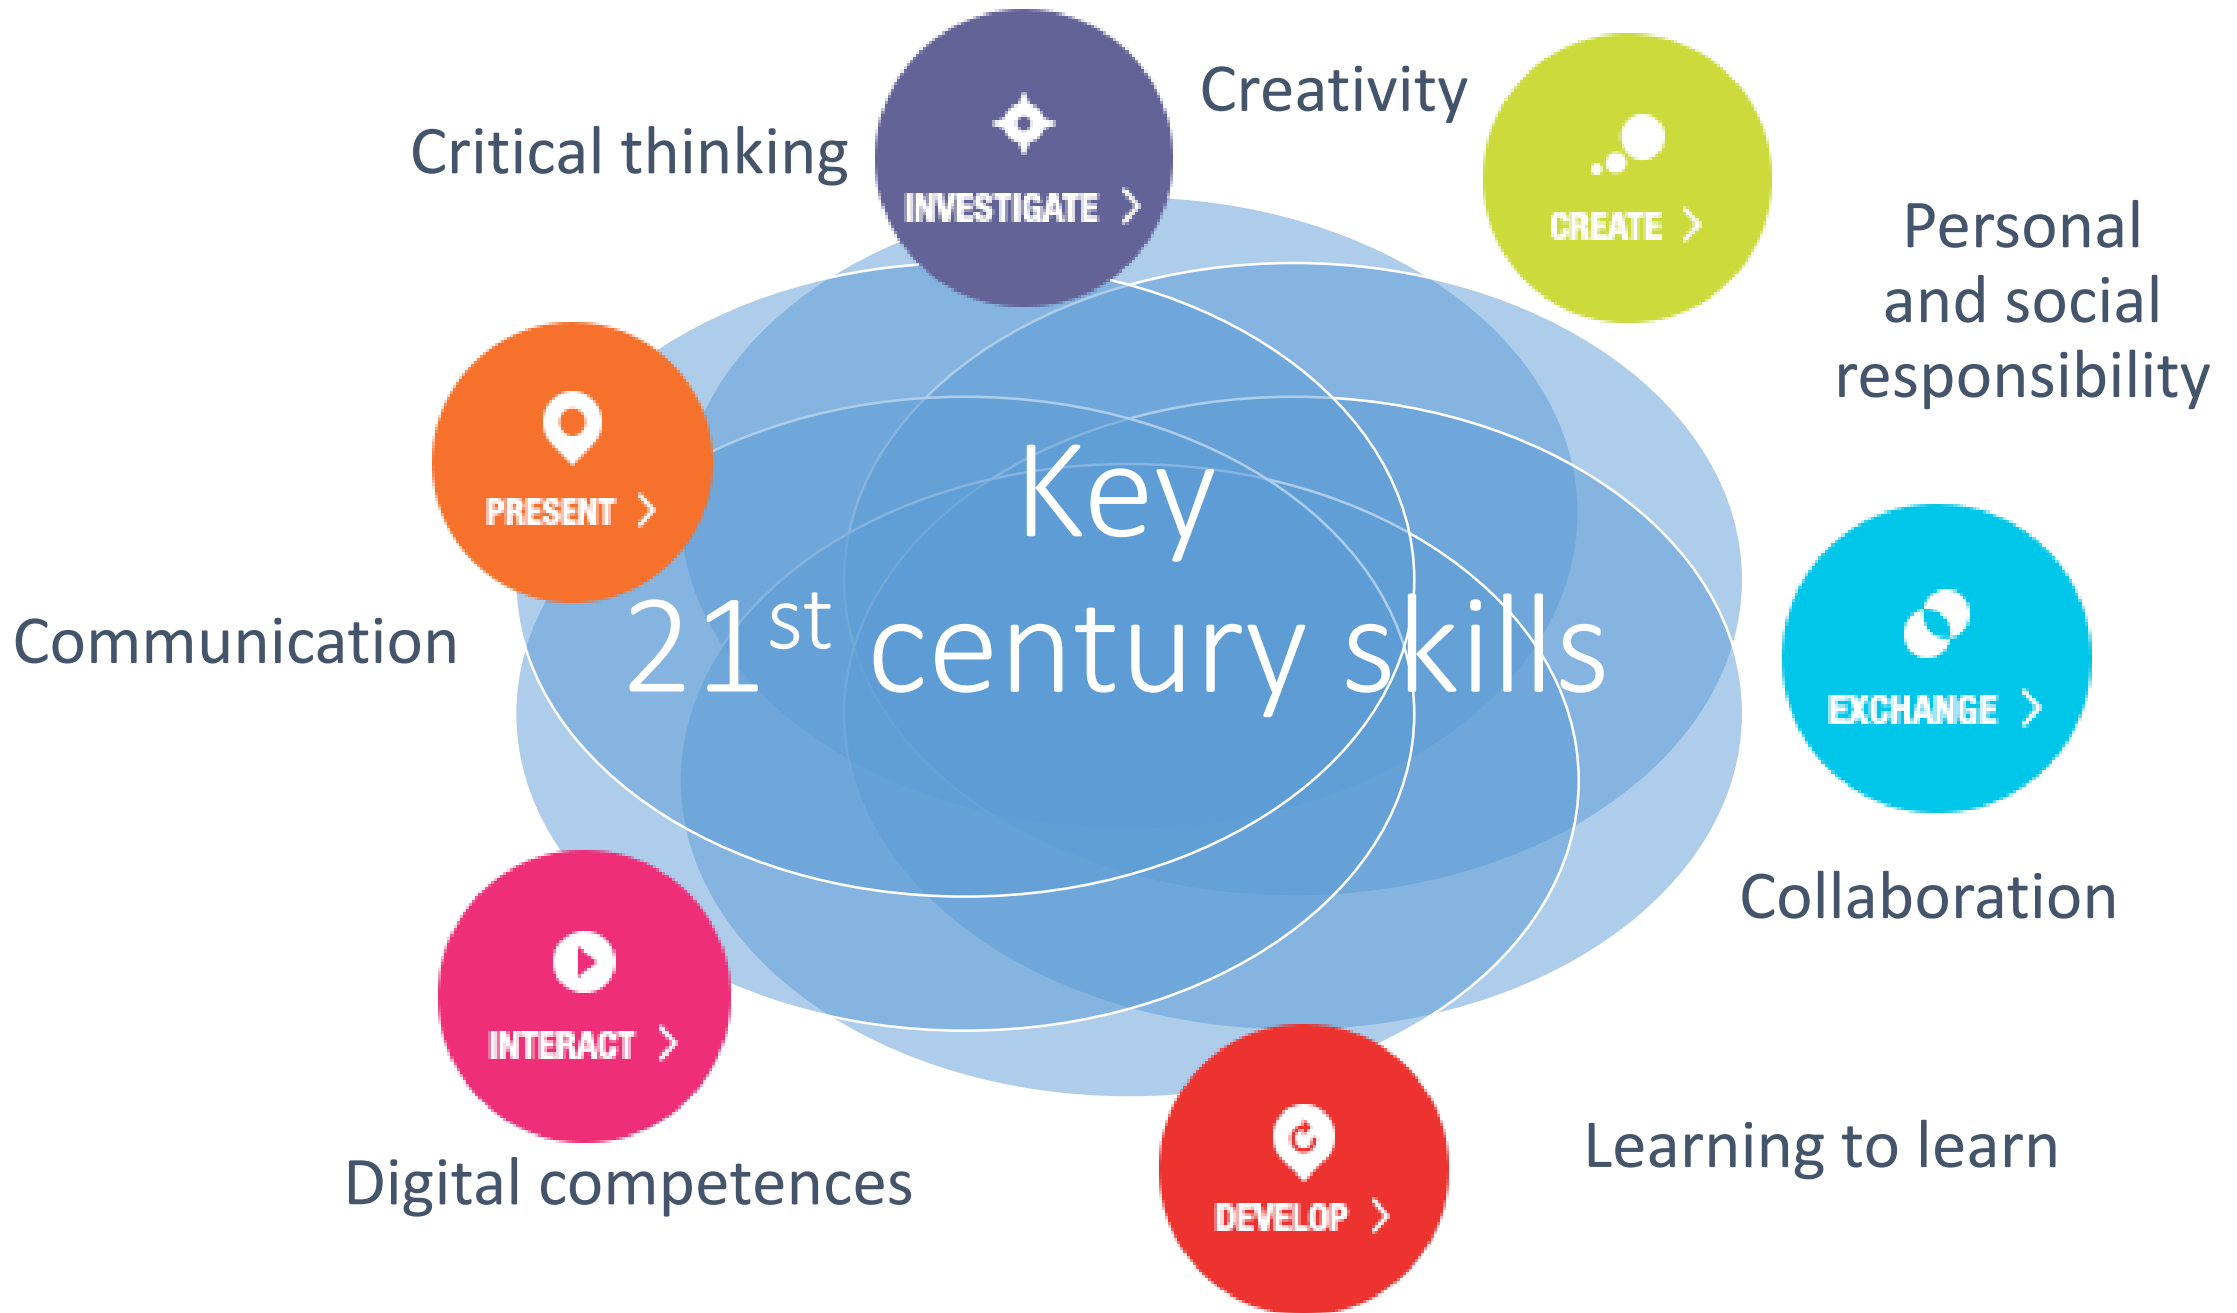 Creativity
Critical thinking
INVESTIGATE
CREATE
Personal
and social
responsibility
PRESENT
Key
21st century skills
Communication
EXCHANGE
Collaboration
INTERACT
Learning to learn
Digital competences
DEVELOP